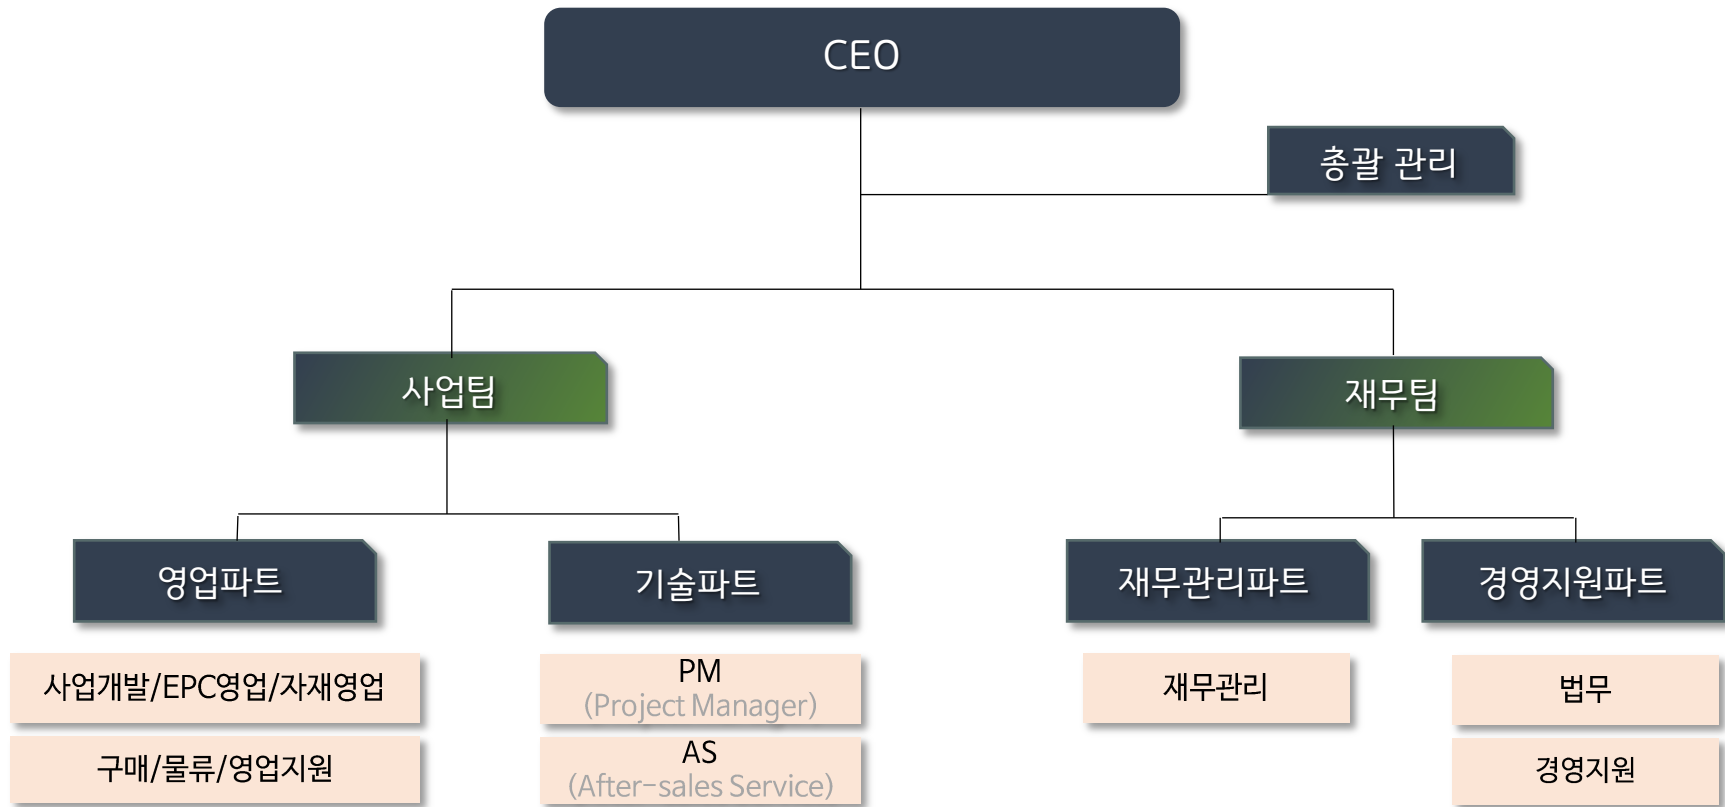 CEO
총괄 관리
사업팀
재무팀
영업파트
기술파트
재무관리파트
경영지원파트
사업개발/EPC영업/자재영업
PM
(Project Manager)
재무관리
법무
구매/물류/영업지원
AS
(After-sales Service)
경영지원